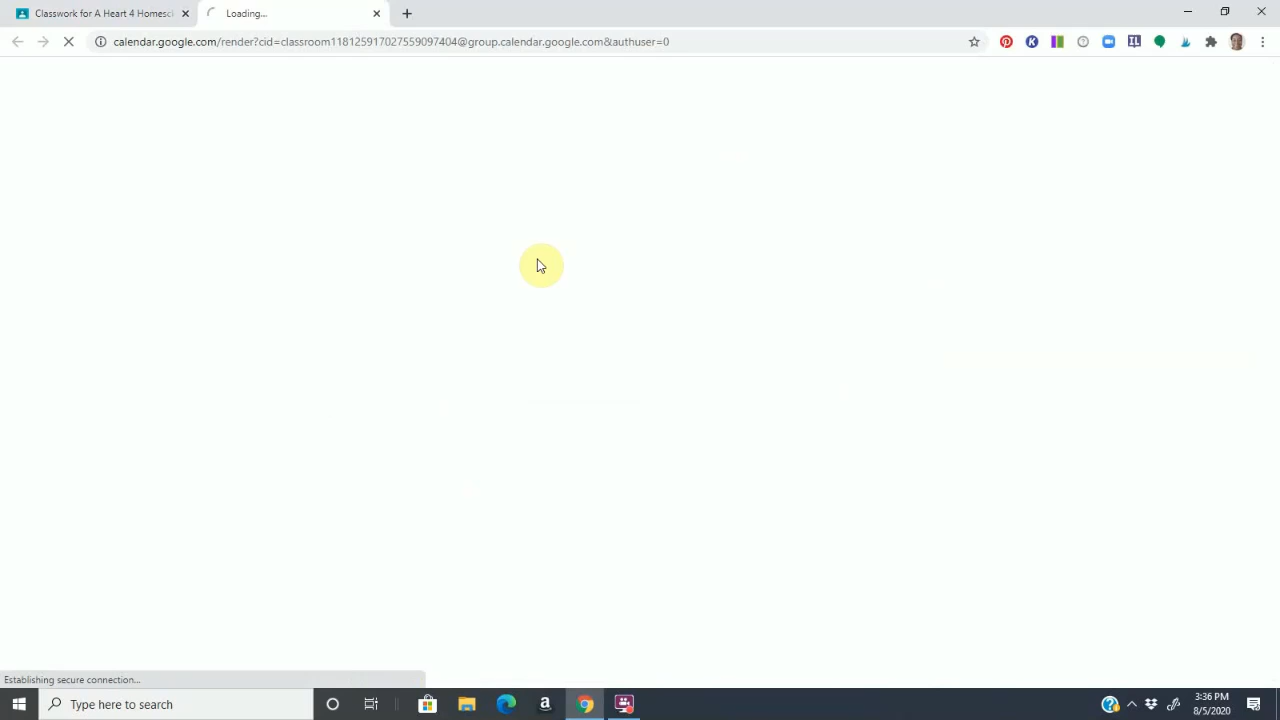 Classwork for A Heart 4 Homesch
Loading...
calendar.google.com/render?cid=classroom118125917027559097404@group.calendar.google.com&authuser=0
Establishing secure connection...
Type here to search
3:36 PM
8/5/2020